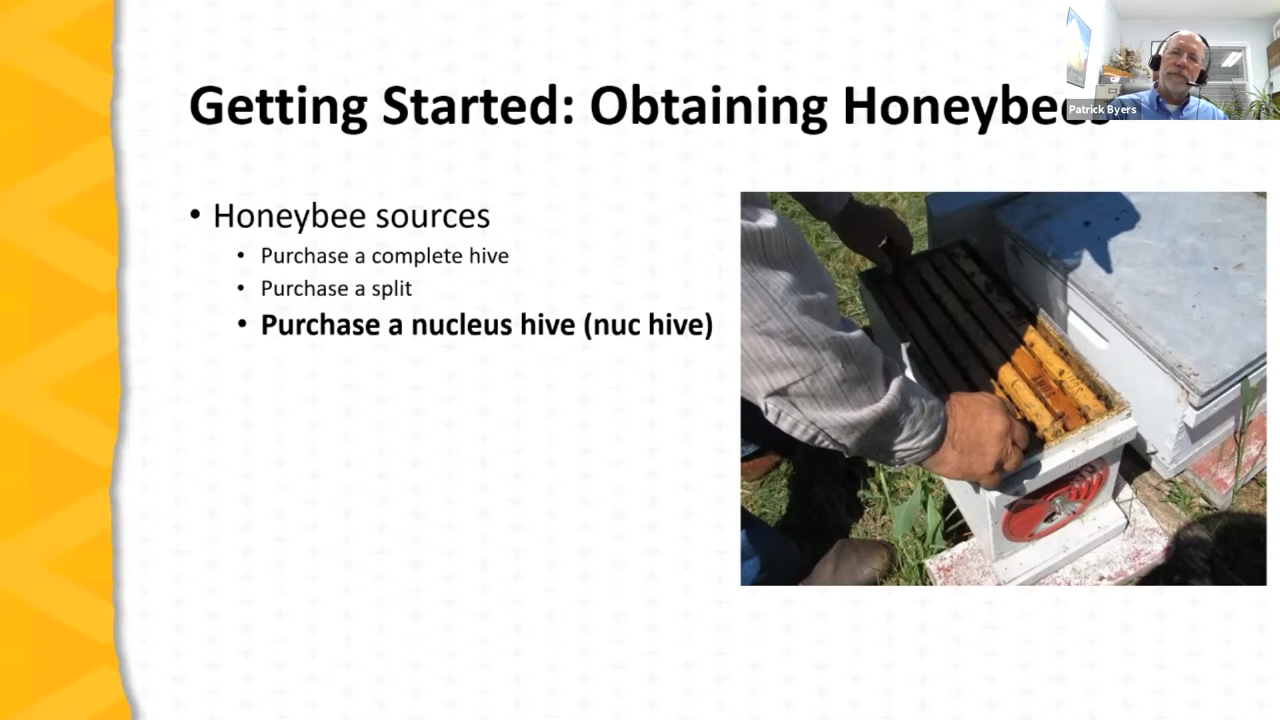 Getting Started: Obtaining Honeybees
Patrick Byers
• Honeybee sources
• Purchase a complete hive
• Purchase a split
• Purchase a nucleus hive (nuc hive)